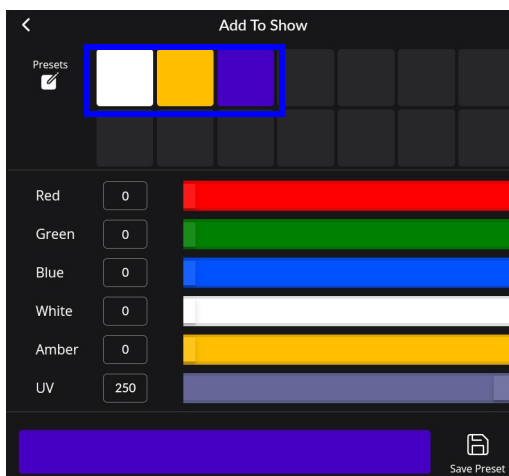 Add To Show
Presets
Red 0
Green 0
Blue 0
White 0
Amber 0
UV 250
Save Preset